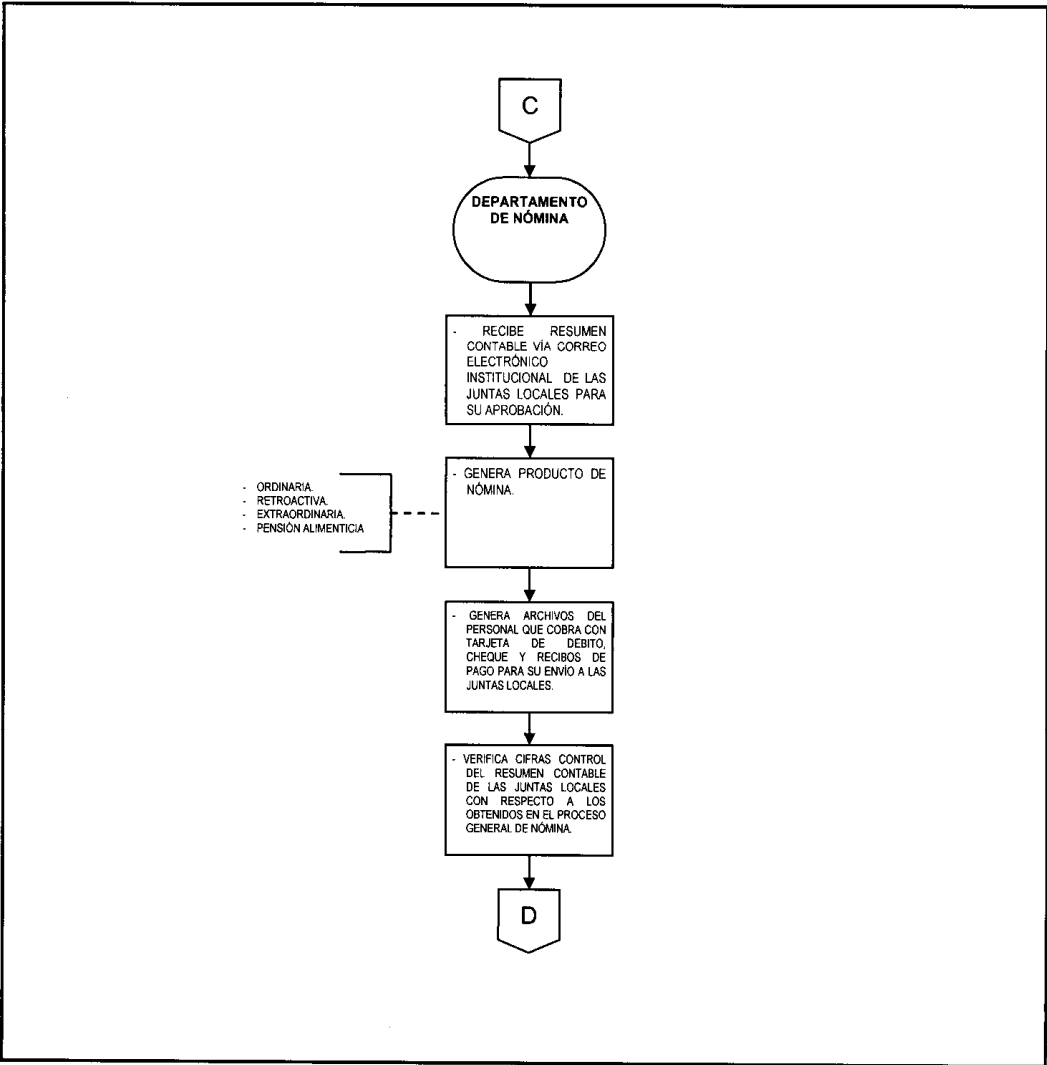 C
DEPARTAMENTO
DE NÓMINA
- RECIBE RESUMEN
CONTABLE VÍA CORREO
ELECTRÓNICO
INSTITUCIONAL DE LAS
JUNTAS LOCALES PARA
SU APROBACIÓN.
- GENERA PRODUCTO DE
NÓMINA.
- ORDINARIA.
- RETROACTIVA.
- EXTRAORDINARIA.
- PENSIÓN ALIMENTICIA
- GENERA ARCHIVOS DEL
PERSONAL QUE COBRA CON
TARJETA DE DÉBITO,
CHEQUE Y RECIBOS DE
PAGO PARA SU ENVÍO A LAS
JUNTAS LOCALES.
- VERIFICA CIFRAS CONTROL
DEL RESUMEN CONTABLE
DE LAS JUNTAS LOCALES
CON RESPECTO A LOS
OBTENIDOS EN EL PROCESO
GENERAL DE NÓMINA.
D